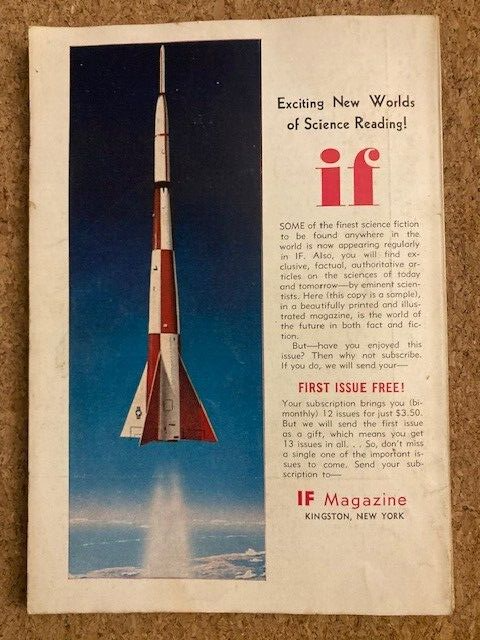 Exciting New Worlds
of Science Reading!
if
SOME of the finest science fiction
to be found anywhere in the
world is now appearing regularly
in IF. Also, you will find ex-
clusive, factual, authoritative ar-
ticles on the sciences of today
and tomorrow—by eminent scien-
tists. Here (this copy is a sample),
in a beautifully printed and illus-
trated magazine, is the world of
the future in both fact and fic-
tion.
But—have you enjoyed this
issue? Then why not subscribe.
If you do, we will send your—
FIRST ISSUE FREE!
Your subscription brings you (bi-
monthly) 12 issues for just $3.50.
But we will send the first issue
as a gift, which means you get
13 issues in all. . . So, don't miss
a single one of the important is-
sues to come. Send your sub-
scription to—
IF Magazine
KINGSTON, NEW YORK